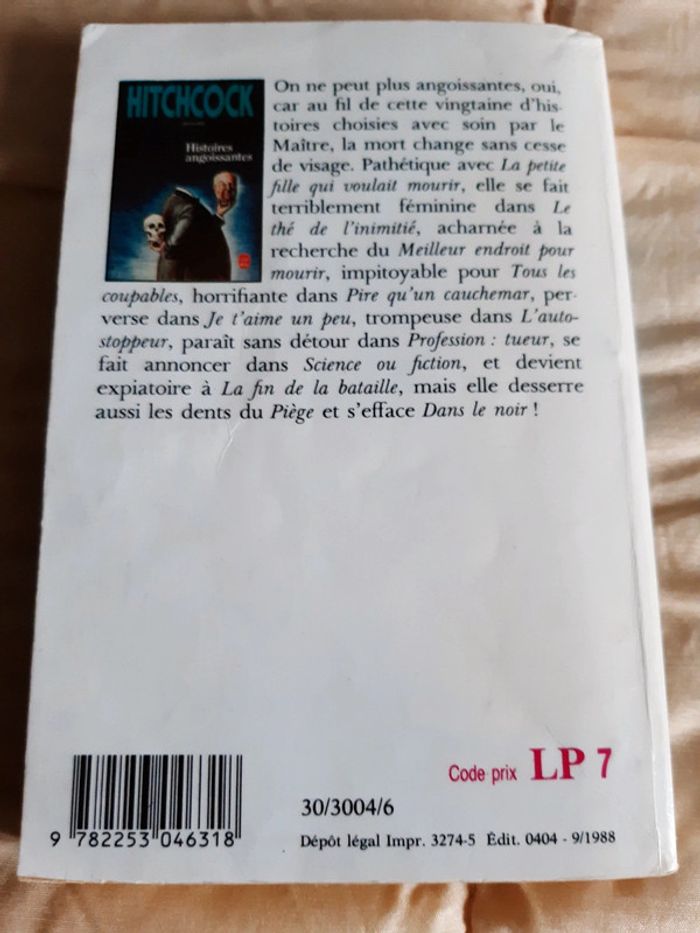 HITCHCOCK
Histoires
angoissantes
On ne peut plus angoissantes, oui,
car au fil de cette vingtaine d'his-
toires choisies avec soin par le
Maître, la mort change sans cesse
de visage. Pathétique avec La petite
fille qui voulait mourir, elle se fait
terriblement féminine dans Le
thé de l'inimitié, acharnée à la
recherche du Meilleur endroit pour
mourir, impitoyable pour Tous les
coupables, horrifiante dans Pire qu'un cauchemar, per-
verse dans Je t'aime un peu, trompeuse dans L'auto-
stoppeur, paraît sans détour dans Profession : tueur, se
fait annoncer dans Science ou fiction, et devient
expiatoire à La fin de la bataille, mais elle desserre
aussi les dents du Piège et s'efface Dans le noir !
Code prix LP 7
30/3004/6
9 782253 046318
Dépôt légal Impr. 3274-5 Édit. 0404 - 9/1988